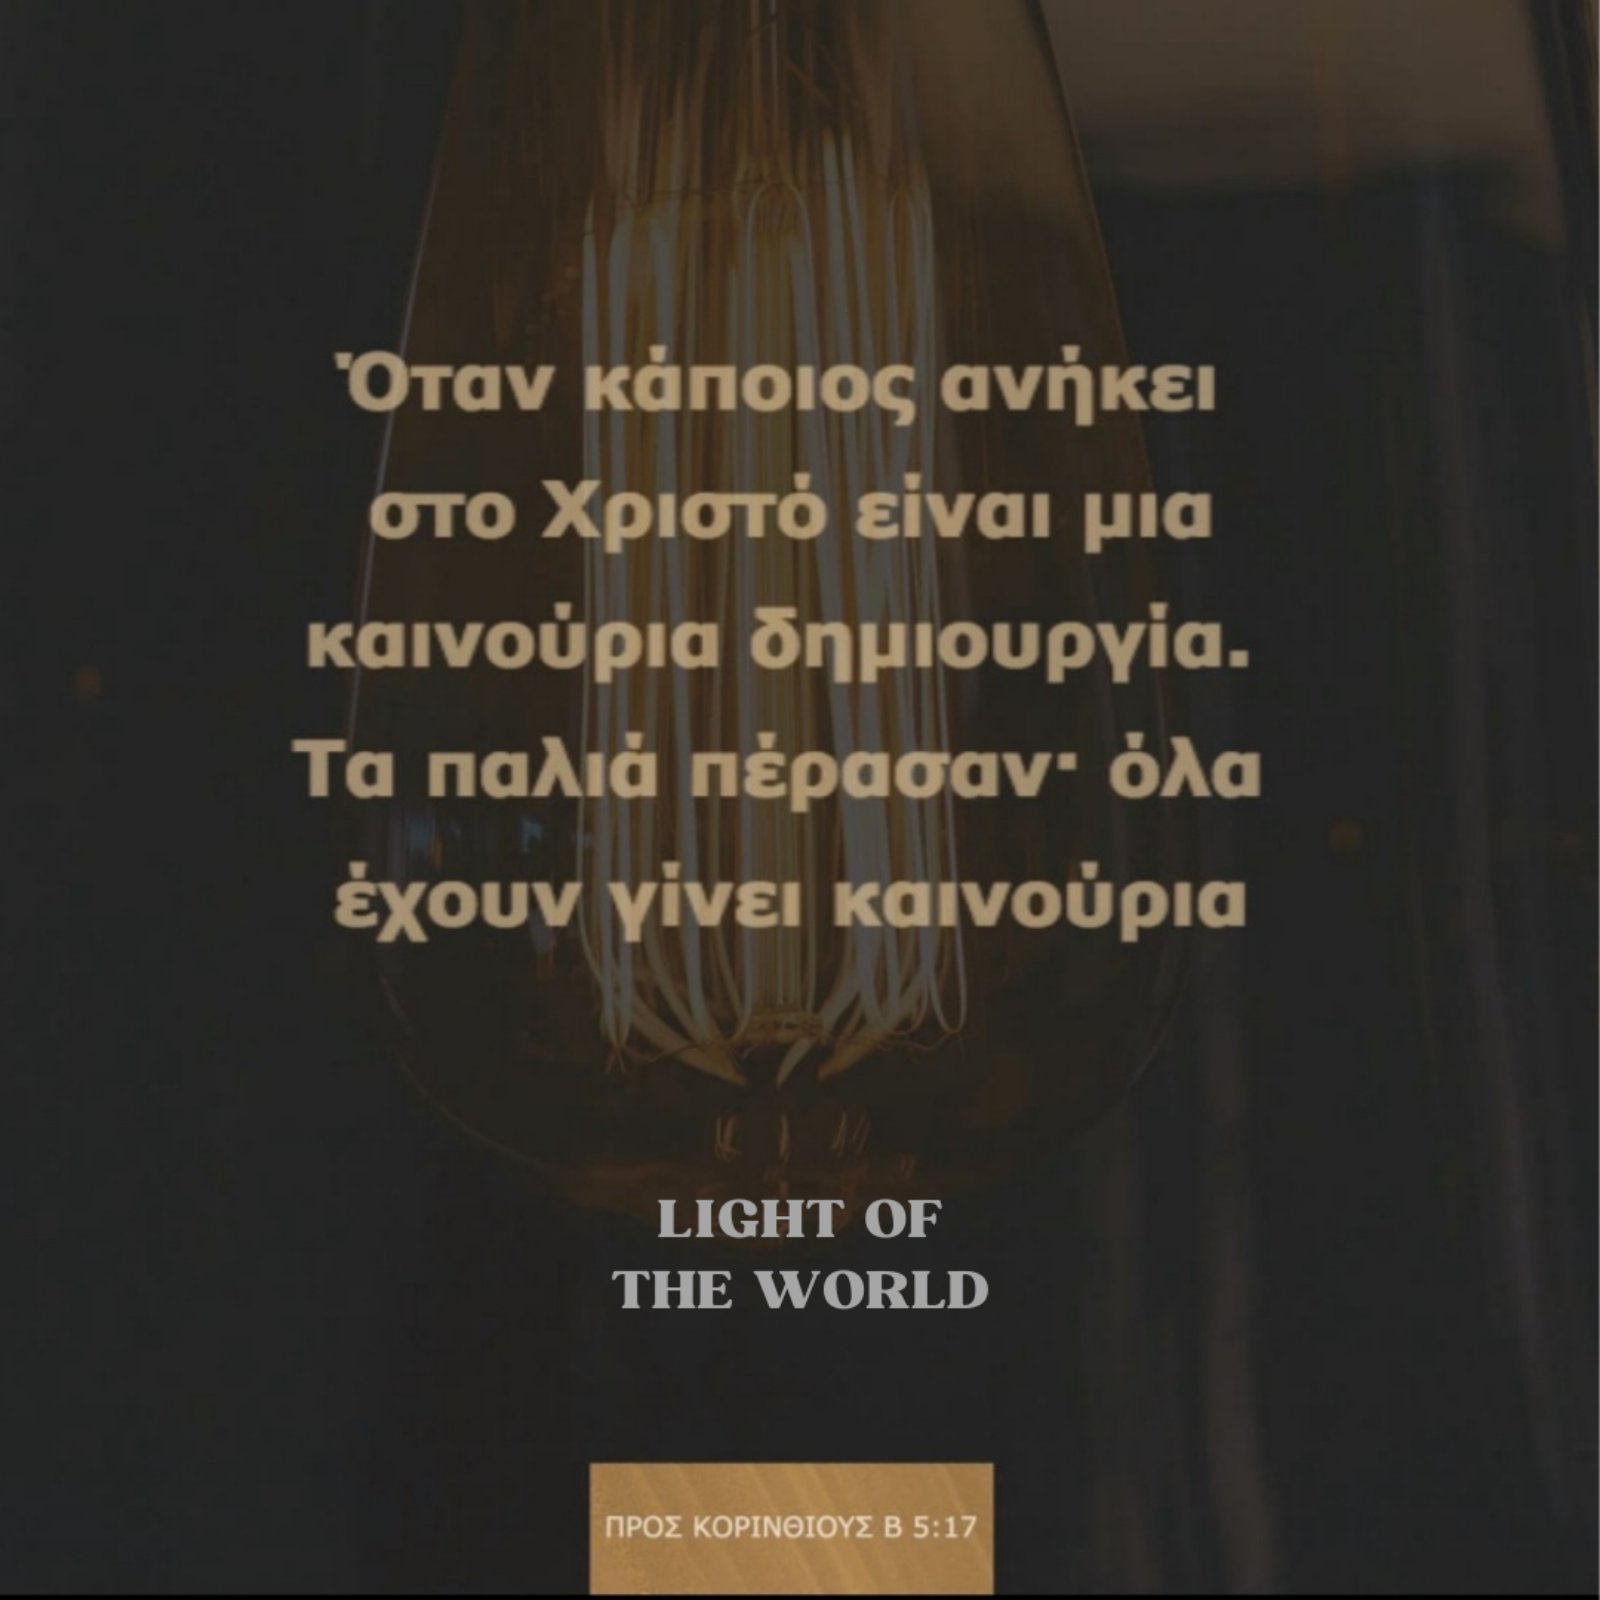 Όταν κάποιος ανήκει
στο Χριστό είναι μια
καινούρια δημιουργία.
Τα παλιά πέρασαν· όλα
έχουν γίνει καινούρια
LIGHT OF
THE WORLD
ΠΡΟΣ ΚΟΡΙΝΘΙΟΥΣ Β 5:17